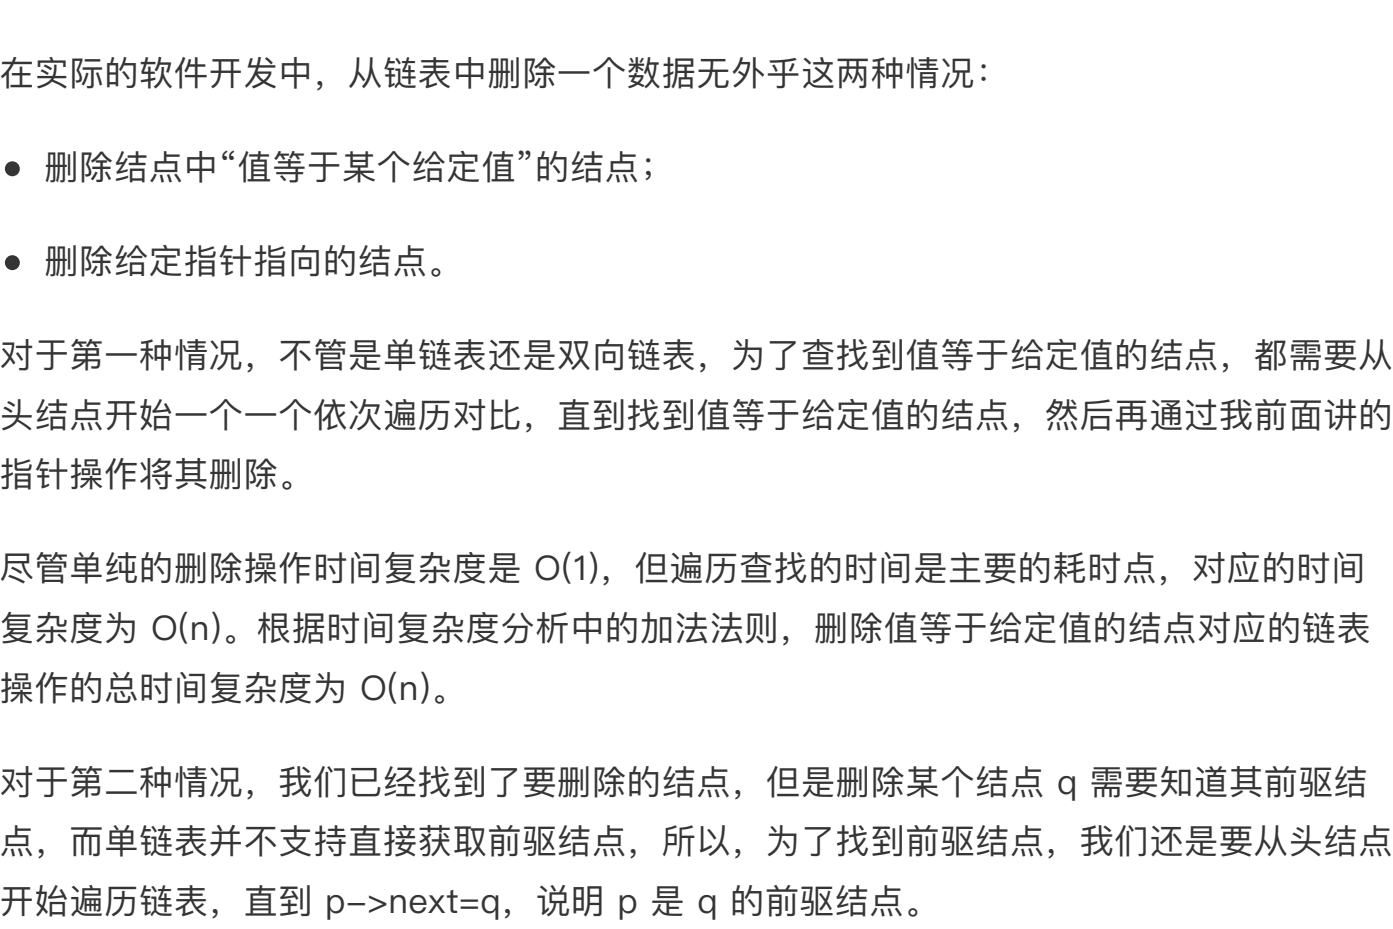 在实际的软件开发中，从链表中删除一个数据无外乎这两种情况：
● 删除结点中“值等于某个给定值”的结点；
● 删除给定指针指向的结点。
对于第一种情况，不管是单链表还是双向链表，为了查找到值等于给定值的结点，都需要从
头结点开始一个一个依次遍历对比，直到找到值等于给定值的结点，然后再通过我前面讲的
指针操作将其删除。
尽管单纯的删除操作时间复杂度是 O(1)，但遍历查找的时间是主要的耗时点，对应的时间
复杂度为 O(n)。根据时间复杂度分析中的加法法则，删除值等于给定值的结点对应的链表
操作的总时间复杂度为 O(n)。
对于第二种情况，我们已经找到了要删除的结点，但是删除某个结点 q 需要知道其前驱结
点，而单链表并不支持直接获取前驱结点，所以，为了找到前驱结点，我们还是要从头结点
开始遍历链表，直到 p->next=q，说明 p 是 q 的前驱结点。